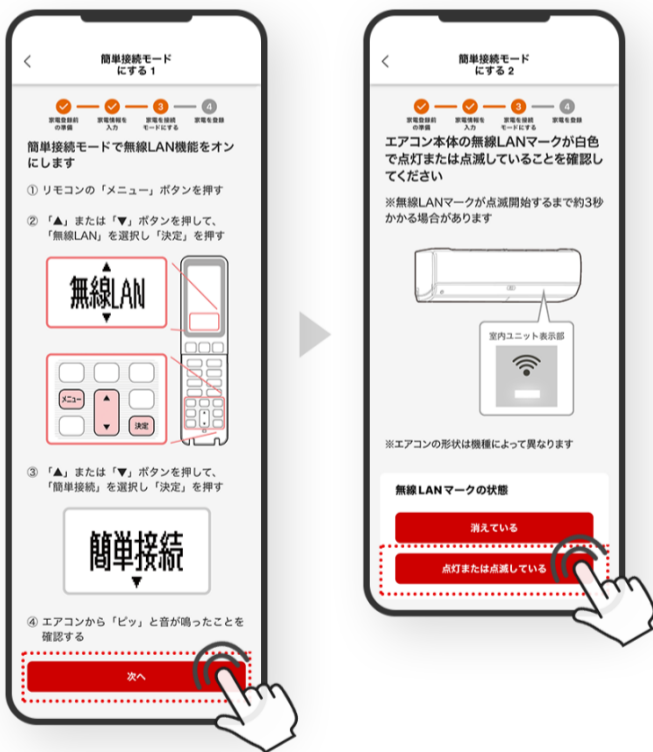 簡単接続モード
にする 1
3
4
家電登録前
の準備
家電情報を
入力
家電を接続
モードにする
家電を登録
簡単接続モードで無線LAN機能をオン
にします
① リモコンの「メニュー」ボタンを押す
② 「▲」または「▼」ボタンを押して、
「無線LAN」を選択し「決定」を押す
無線LAN
メニュー
決定
③ 「▲」または「▼」ボタンを押して、
「簡単接続」を選択し「決定」を押す
簡単接続
④ エアコンから「ピッ」と音が鳴ったことを
確認する
次へ
簡単接続モード
にする 2
3
4
家電登録前
の準備
家電情報を
入力
家電を接続
モードにする
家電を登録
エアコン本体の無線LANマークが白色
で点灯または点滅していることを確認し
てください
※無線LANマークが点滅開始するまで約3秒
かかる場合があります
室内ユニット表示部
※エアコンの形状は機種によって異なります
無線LANマークの状態
消えている
点灯または点滅している